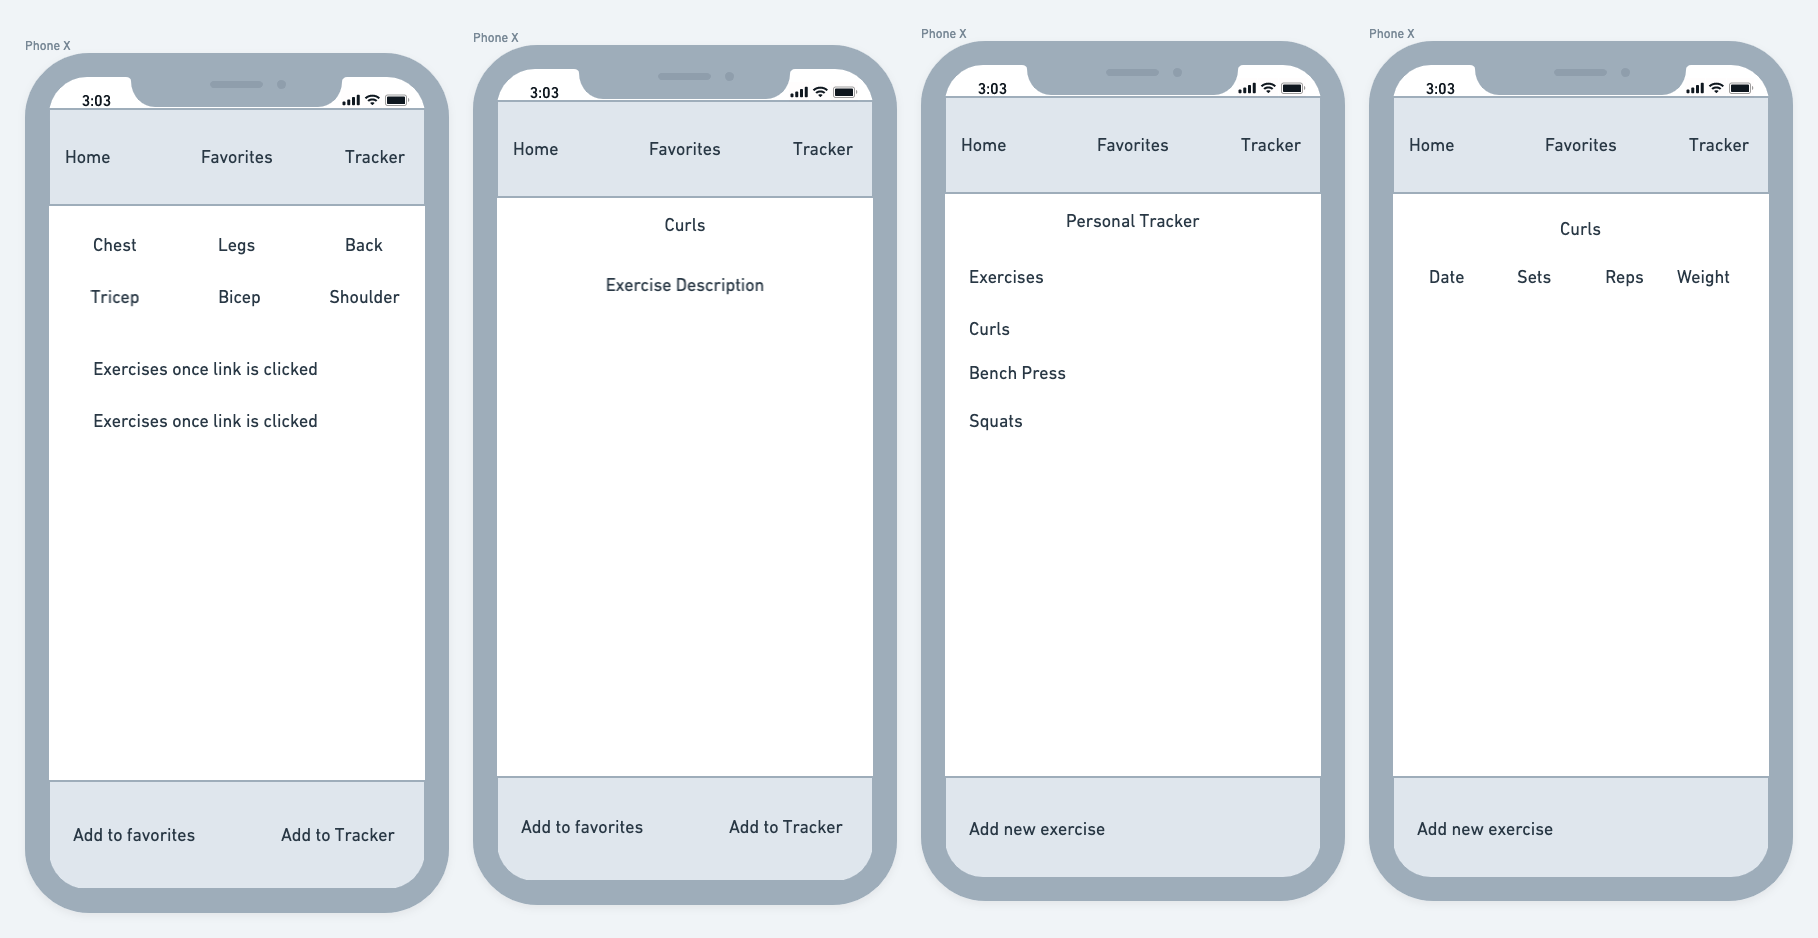 Phone X
3:03
Home Favorites Tracker
Chest Legs Back
Tricep Bicep Shoulder
Exercises once link is clicked
Exercises once link is clicked
Add to favorites Add to Tracker
Phone X
3:03
Home Favorites Tracker
Curls
Exercise Description
Add to favorites Add to Tracker
Phone X
3:03
Home Favorites Tracker
Personal Tracker
Exercises
Curls
Bench Press
Squats
Add new exercise
Phone X
3:03
Home Favorites Tracker
Curls
Date Sets Reps Weight
Add new exercise